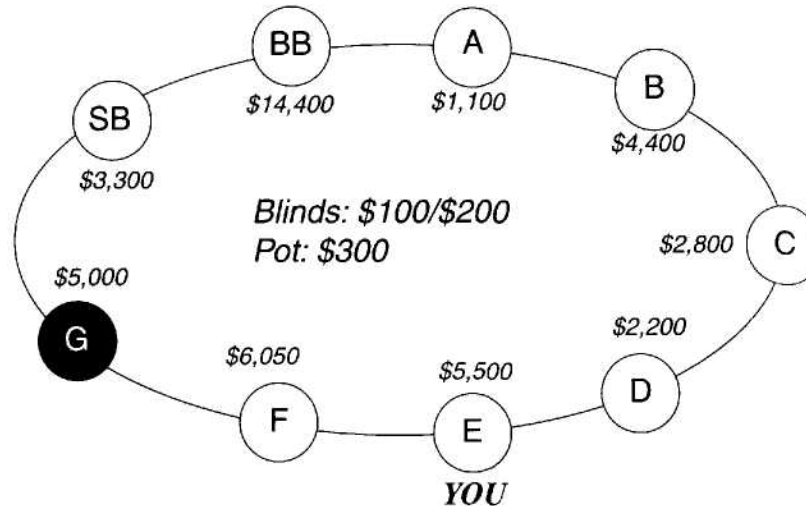 BB
A
SB
B
$14,400
$1,100
$4,400
$3,300
Blinds: $100/$200
Pot: $300
$2,800
C
$5,000
G
$6,050
$5,500
$2,200
D
F
E
YOU